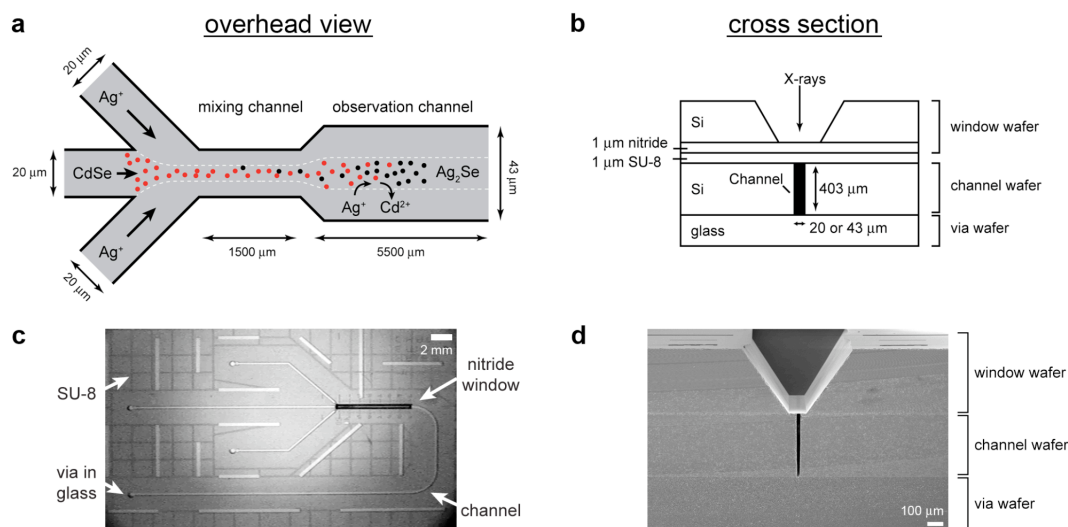 a
overhead view
20 μm
Ag⁺
mixing channel
observation channel
20 μm
CdSe
Ag₂Se
43 μm
Ag⁺
Cd²⁺
Ag⁺
20 μm
1500 μm
5500 μm
b
cross section
X-rays
Si
window wafer
1 μm nitride
1 μm SU-8
Si
Channel
403 μm
channel wafer
20 or 43 μm
glass
via wafer
c
2 mm
SU-8
nitride
window
via in
glass
channel
d
window wafer
channel wafer
via wafer
100 μm